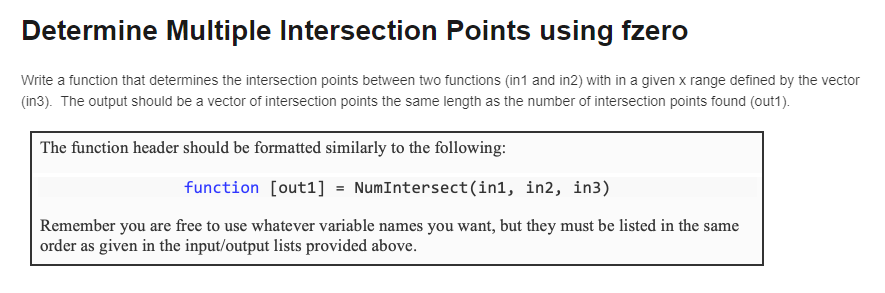 Determine Multiple Intersection Points using fzero
Write a function that determines the intersection points between two functions (in1 and in2) with in a given x range defined by the vector
(in3).  The output should be a vector of intersection points the same length as the number of intersection points found (out1).
The function header should be formatted similarly to the following:
function [out1] = NumIntersect(in1, in2, in3)
Remember you are free to use whatever variable names you want, but they must be listed in the same
order as given in the input/output lists provided above.